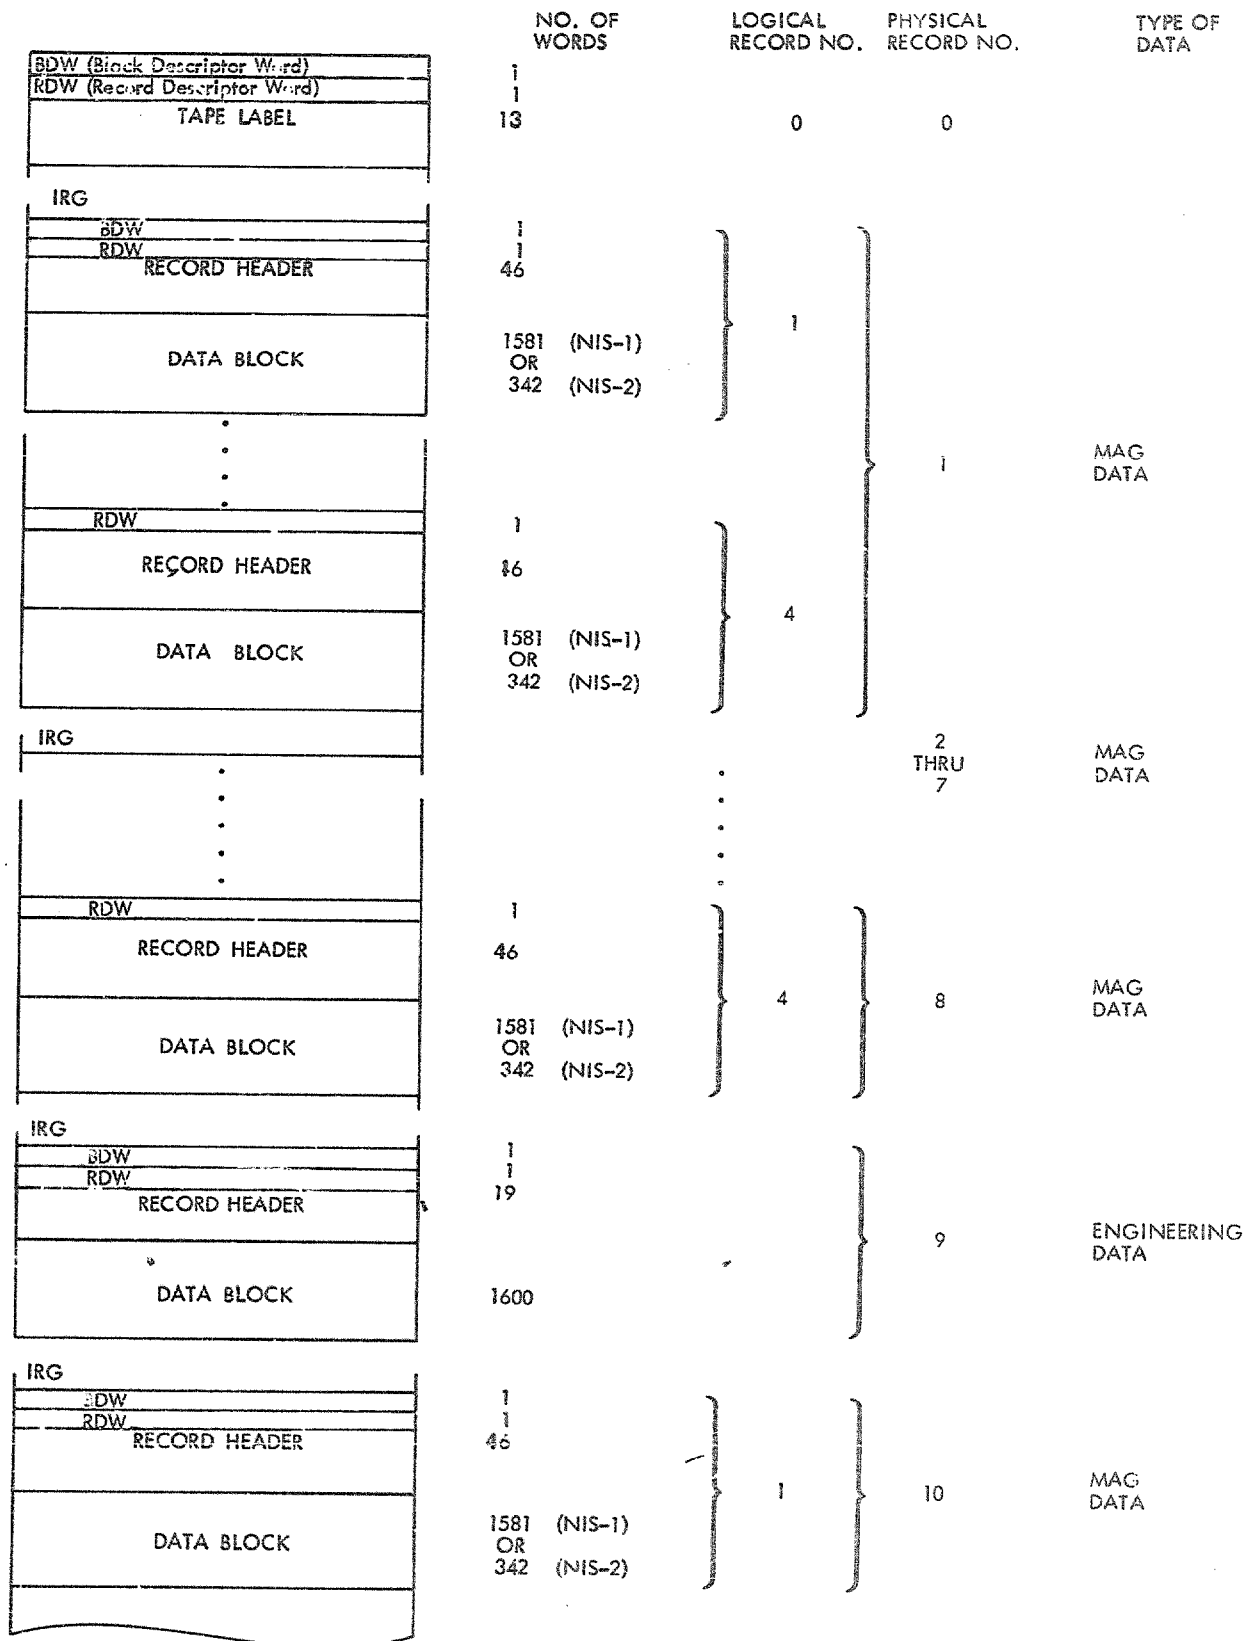 NO. OF WORDS LOGICAL RECORD NO. PHYSICAL RECORD NO. TYPE OF DATA
BDW (Block Descriptor Word) 1
RDW (Record Descriptor Word) 1
TAPE LABEL 13 0 0
IRG
BDW 1
RDW 1
RECORD HEADER 46
1
DATA BLOCK 1581 (NIS-1)
OR
342 (NIS-2)
1 MAG DATA
RDW 1
RECORD HEADER 46
4
DATA BLOCK 1581 (NIS-1)
OR
342 (NIS-2)
IRG 2 THRU 7 MAG DATA
RDW 1
RECORD HEADER 46
4 8 MAG DATA
DATA BLOCK 1581 (NIS-1)
OR
342 (NIS-2)
IRG
BDW 1
RDW 1
RECORD HEADER 19
9 ENGINEERING DATA
DATA BLOCK 1600
IRG
BDW 1
RDW 1
RECORD HEADER 46
1 10 MAG DATA
DATA BLOCK 1581 (NIS-1)
OR
342 (NIS-2)